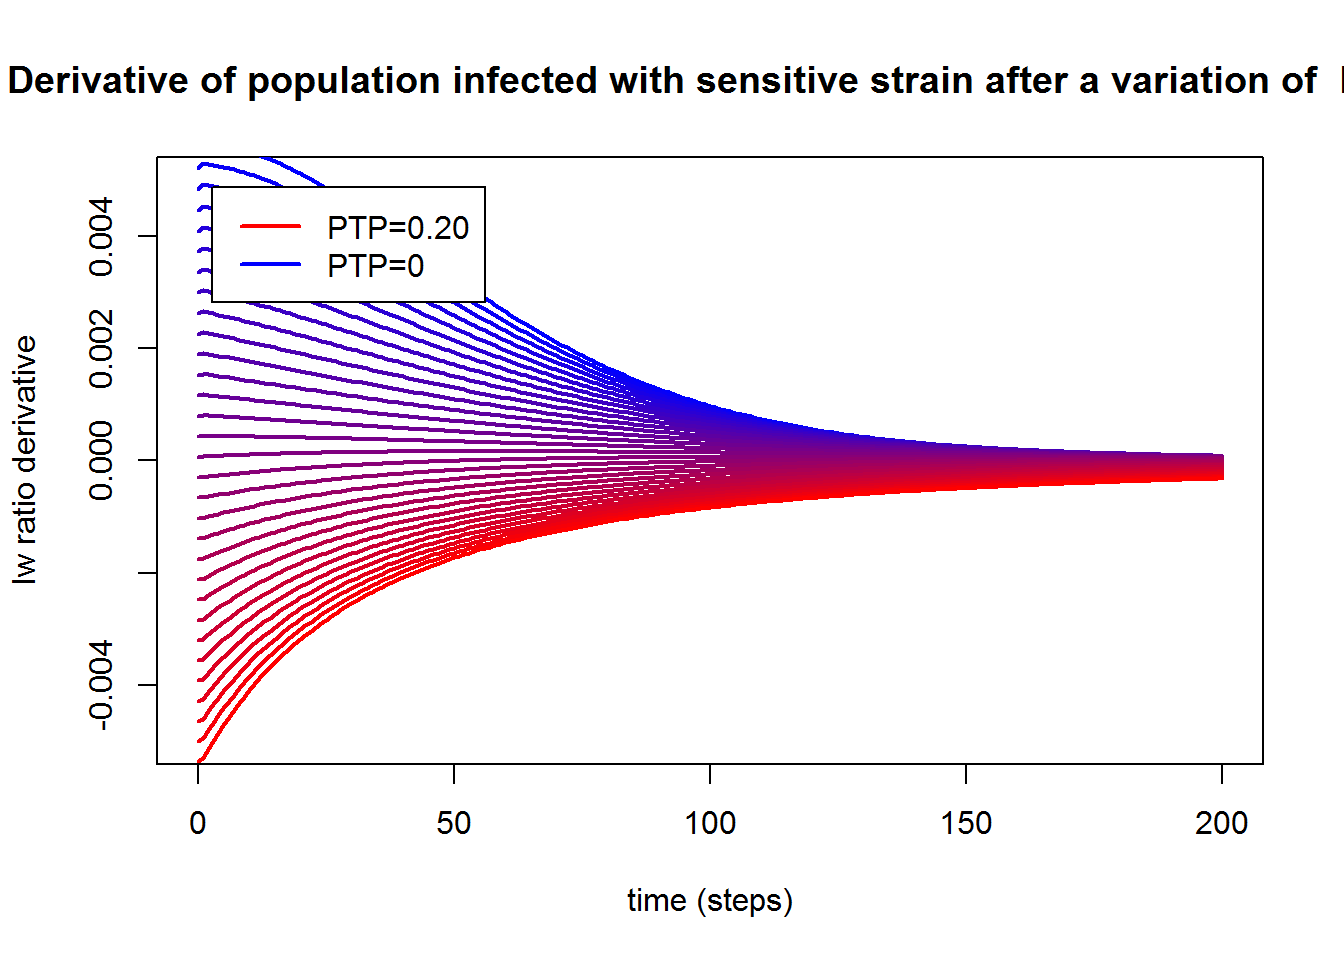 Derivative of population infected with sensitive strain after a variation of
PTP=0.20
PTP=0
Iw ratio derivative
0.004
0.002
0.000
-0.004
0
50
100
150
200
time (steps)